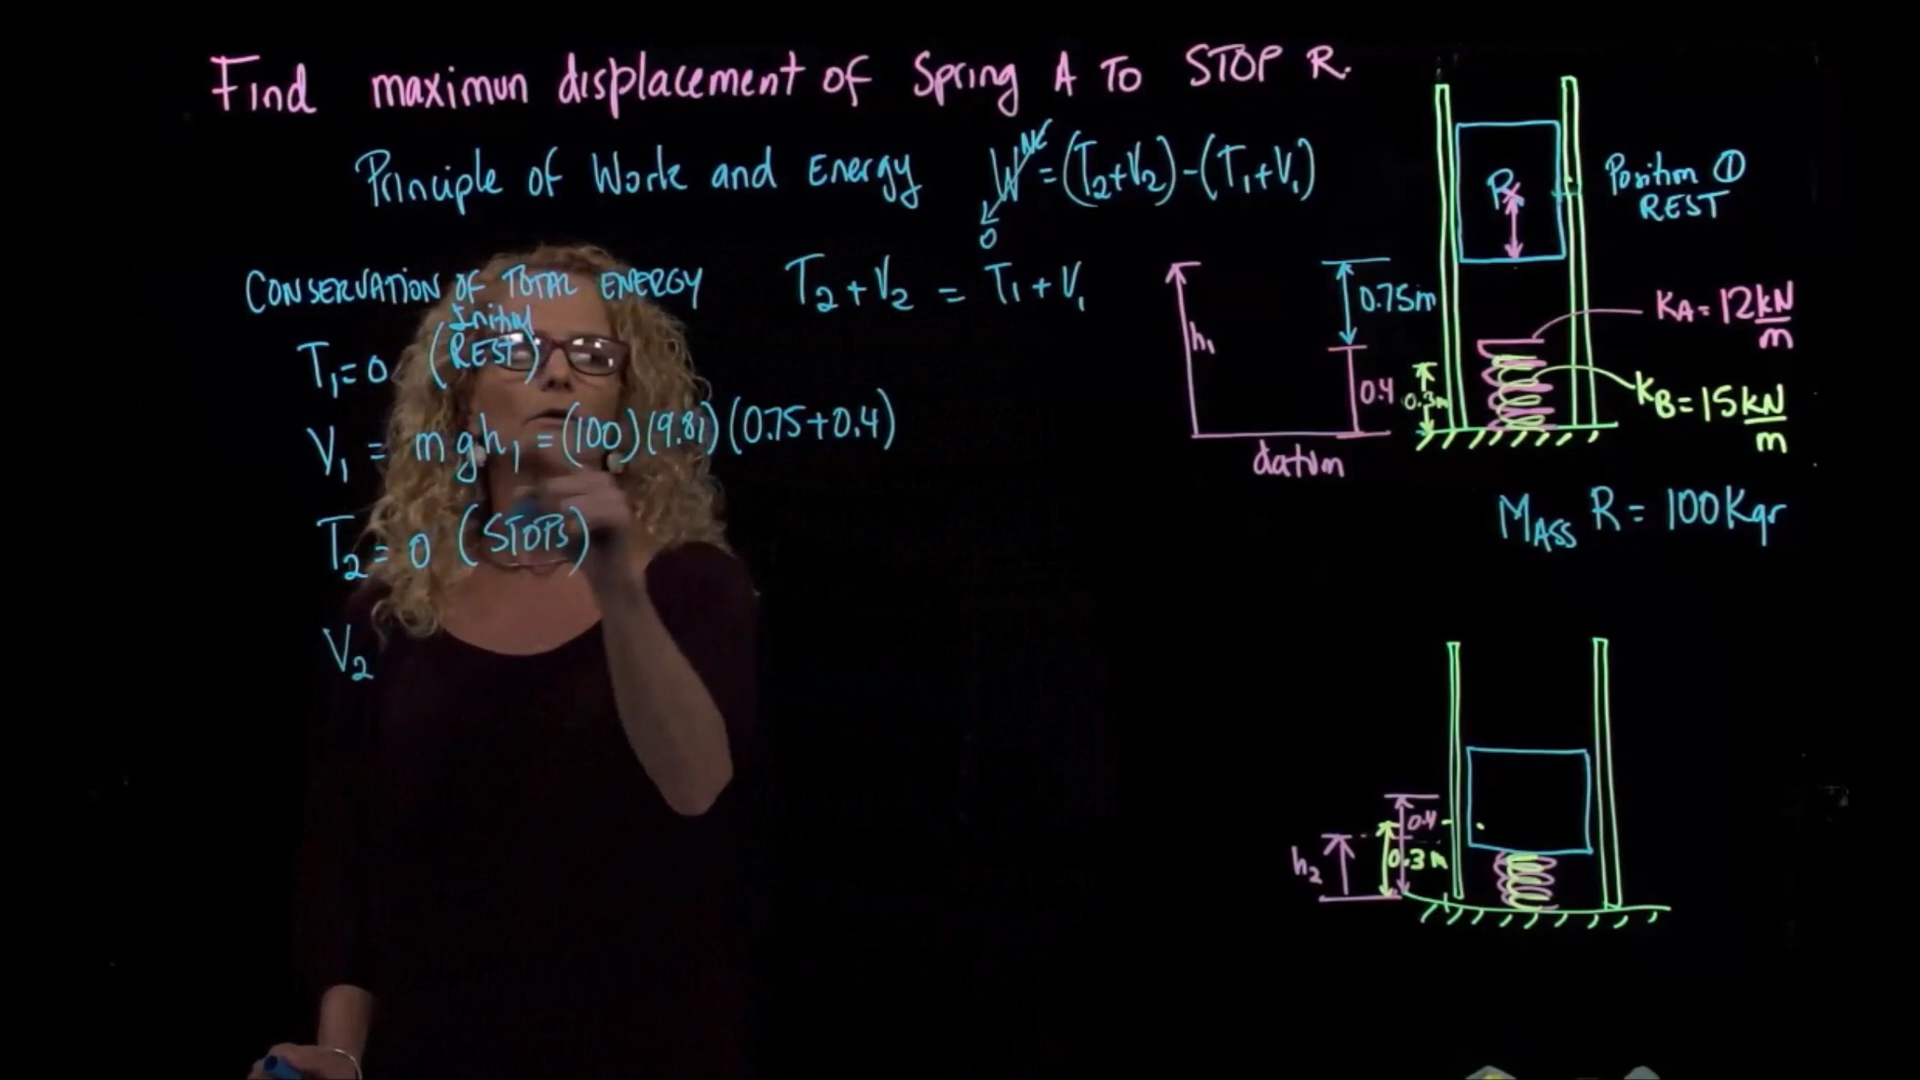 Find maximun displacement of Spring A To STOP R.
Principle of Work and Energy W^NC = (T2+V2)-(T1+V1)
0
CONSERVATION OF TOTAL ENERGY T2+V2 = T1+V1
T1=0 (Initial REST)
V1 = mgh1 = (100)(9.81)(0.75+0.4)
T2=0 (STOPS)
V2
R
Position ①
REST
h1
0.75m
0.4
0.3m
datum
KA = 12 kN/m
KB = 15 kN/m
MASS R = 100Kgr
h2
0.4
0.3m